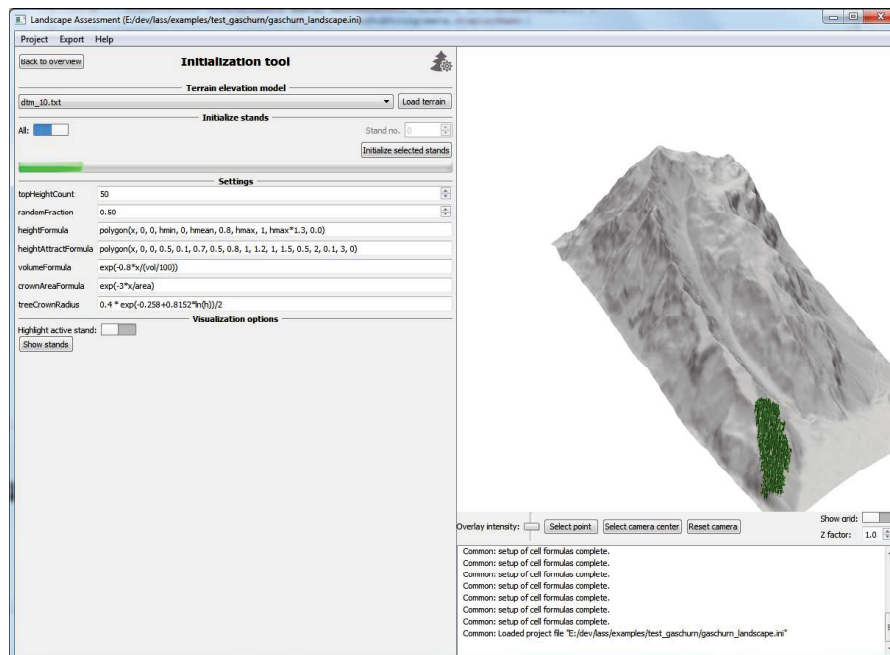 Landscape Assessment (E:/dev/lass/examples/test_gaschurn/gaschurn_landscape.ini)
Project Export Help
Back to overview
Initialization tool
Terrain elevation model
dtm_10.txt
Load terrain
Initialize stands
All:
Stand no. 0
Initialize selected stands
Settings
topHeightCount 50
randomFraction 0.50
heightFormula polygon(x, 0, 0, hmin, 0, hmean, 0.8, hmax, 1, hmax*1.3, 0.0)
heightAttractFormula polygon(x, 0, 0, 0.5, 0.1, 0.7, 0.5, 0.8, 1, 1.2, 1, 1.5, 0.5, 2, 0.1, 3, 0)
volumeFormula exp(-0.8*x/(vol/100))
crownAreaFormula exp(-3*x/area)
treeCrownRadius 0.4 * exp(-0.258+0.8152*ln(h))/2
Visualization options
Highlight active stand:
Show stands
Overlay intensity:
Select point
Select camera center
Reset camera
Show grid:
Z factor: 1.0
Common: setup of cell formulas complete.
Common: setup of cell formulas complete.
Common: setup of cell formulas complete.
Common: setup of cell formulas complete.
Common: setup of cell formulas complete.
Common: setup of cell formulas complete.
Common: setup of cell formulas complete.
Common: Loaded project file "E:/dev/lass/examples/test_gaschurn/gaschurn_landscape.ini"